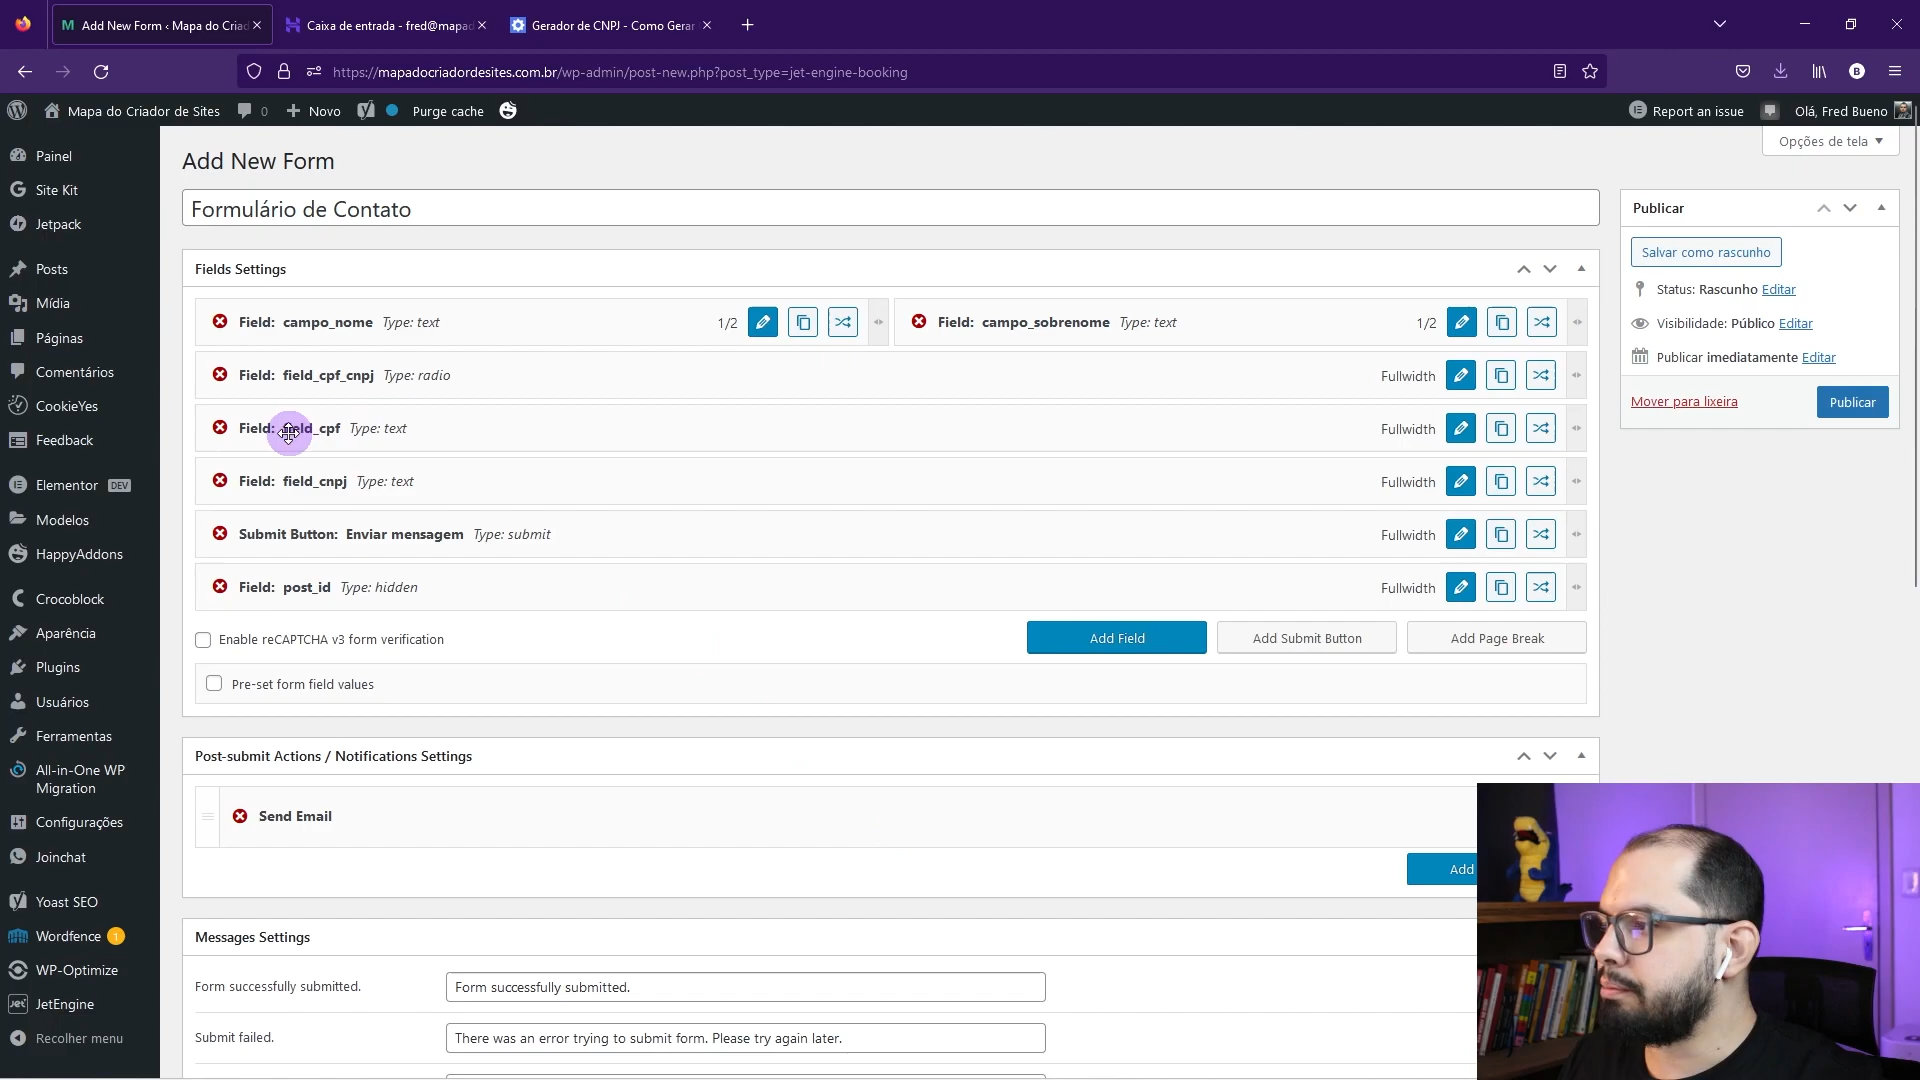 Add New Form ‹ Mapa do Criad
Caixa de entrada - fred@mapad
Gerador de CNPJ - Como Gerar
https://mapadocriadordesites.com.br/wp-admin/post-new.php?post_type=jet-engine-booking
B
Mapa do Criador de Sites
0
Novo
Purge cache
Report an issue
Olá, Fred Bueno
Opções de tela
Painel
Site Kit
Jetpack
Posts
Mídia
Páginas
Comentários
CookieYes
Feedback
Elementor DEV
Modelos
HappyAddons
Crocoblock
Aparência
Plugins
Usuários
Ferramentas
All-in-One WP
Migration
Configurações
Joinchat
Yoast SEO
Wordfence 1
WP-Optimize
JetEngine
Recolher menu
Add New Form
Formulário de Contato
Fields Settings
Field: campo_nome Type: text 1/2
Field: campo_sobrenome Type: text 1/2
Field: field_cpf_cnpj Type: radio Fullwidth
Field: field_cpf Type: text Fullwidth
Field: field_cnpj Type: text Fullwidth
Submit Button: Enviar mensagem Type: submit Fullwidth
Field: post_id Type: hidden Fullwidth
Enable reCAPTCHA v3 form verification
Add Field
Add Submit Button
Add Page Break
Pre-set form field values
Post-submit Actions / Notifications Settings
Send Email
Add
Messages Settings
Form successfully submitted.
Form successfully submitted.
Submit failed.
There was an error trying to submit form. Please try again later.
Publicar
Salvar como rascunho
Status: Rascunho Editar
Visibilidade: Público Editar
Publicar imediatamente Editar
Mover para lixeira
Publicar